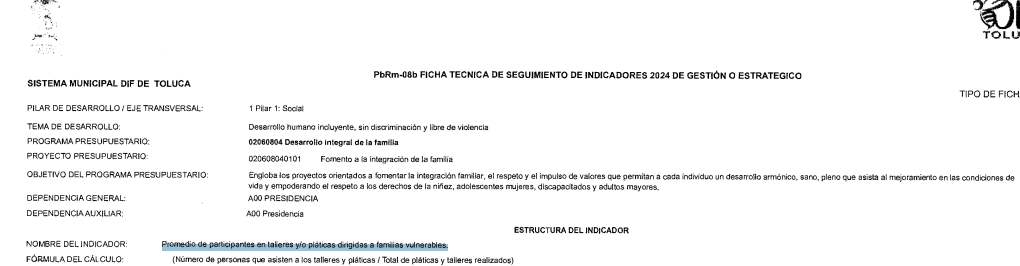 TOLU
PbRm-08b FICHA TECNICA DE SEGUIMIENTO DE INDICADORES 2024 DE GESTIÓN O ESTRATEGICO
SISTEMA MUNICIPAL DIF DE TOLUCA
TIPO DE FICH
PILAR DE DESARROLLO / EJE TRANSVERSAL: 1 Pilar 1: Social
TEMA DE DESARROLLO: Desarrollo humano incluyente, sin discriminación y libre de violencia
PROGRAMA PRESUPUESTARIO: 02060804 Desarrollo integral de la familia
PROYECTO PRESUPUESTARIO: 020608040101 Fomento a la integración de la familia
OBJETIVO DEL PROGRAMA PRESUPUESTARIO: Engloba los proyectos orientados a fomentar la integración familiar, el respeto y el impulso de valores que permitan a cada individuo un desarrollo armónico, sano, pleno que asista al mejoramiento en las condiciones de
vida y empoderando el respeto a los derechos de la niñez, adolescentes mujeres, discapacitados y adultos mayores.
DEPENDENCIA GENERAL: A00 PRESIDENCIA
DEPENDENCIA AUXILIAR: A00 Presidencia
ESTRUCTURA DEL INDICADOR
NOMBRE DEL INDICADOR: Promedio de participantes en talleres y/o pláticas dirigidas a familias vulnerables.
FÓRMULA DEL CÁLCULO: (Número de personas que asisten a los talleres y pláticas / Total de pláticas y talleres realizados)